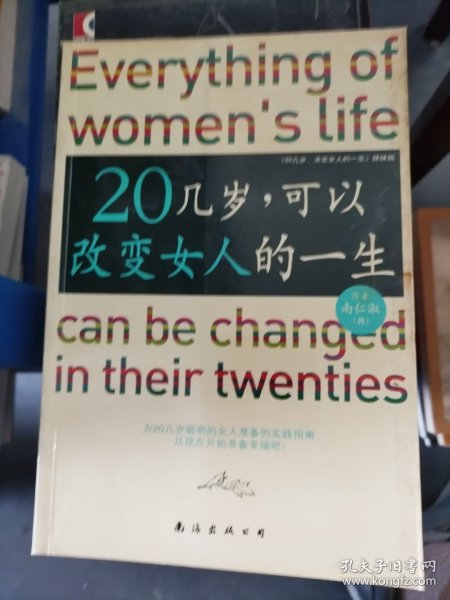 Everything of
women's life
《20几岁，决定女人的一生》姊妹篇
20几岁，可以
改变女人的一生
作者
南仁淑
(韩)
can be changed
in their twenties
为20几岁聪明的女人准备的实践指南
从现在开始准备幸福吧！
南海出版公司
孔夫子旧书网
www.kongfz.com